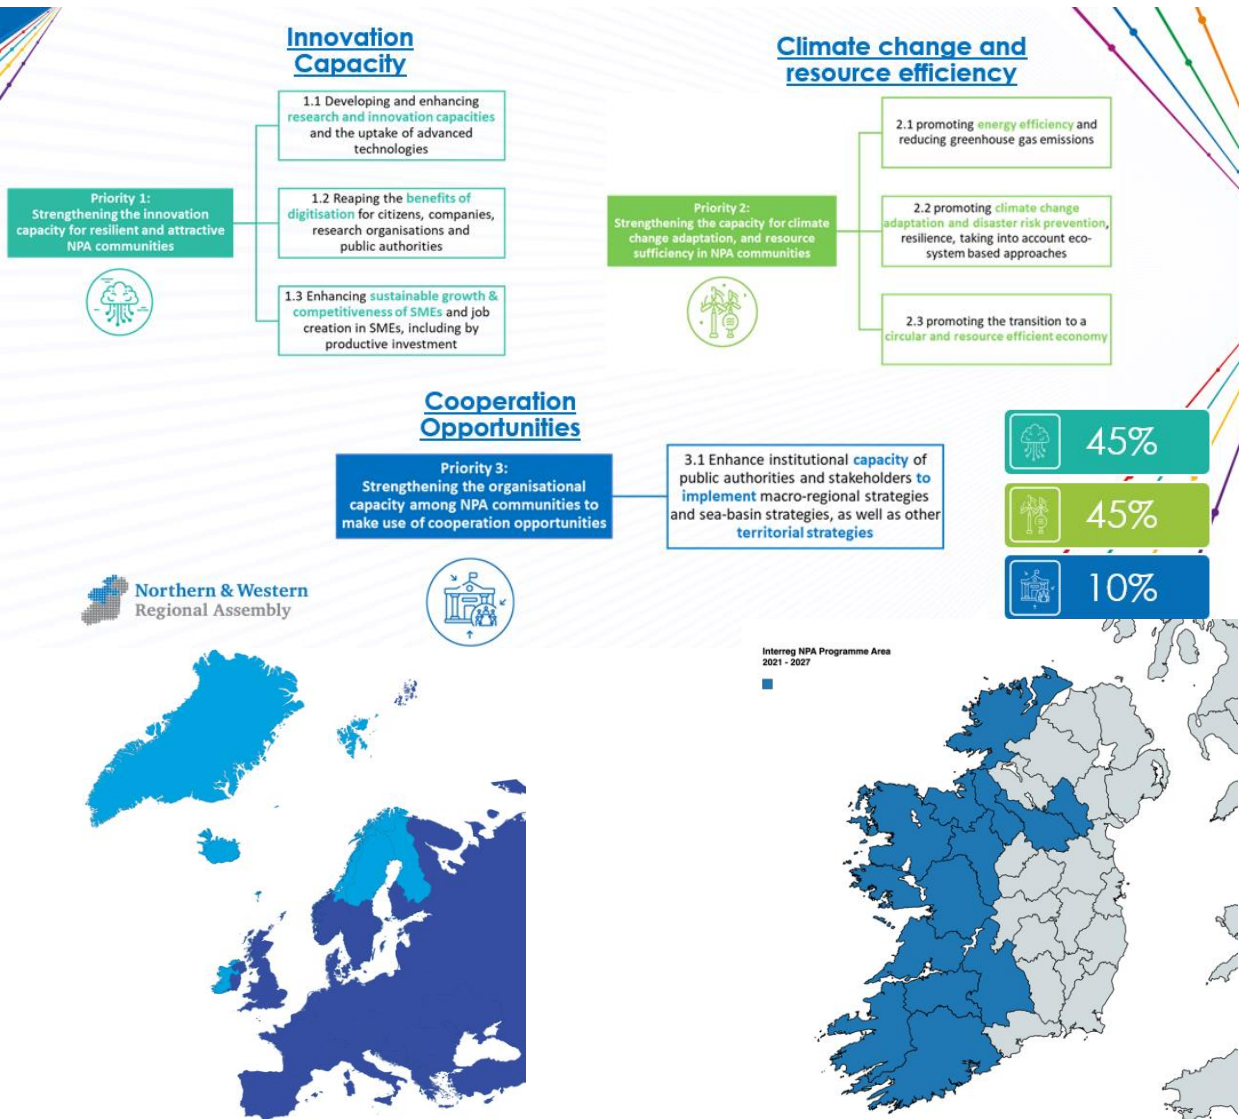 Innovation
Capacity
1.1 Developing and enhancing
research and innovation capacities
and the uptake of advanced
technologies
Priority 1:
Strengthening the innovation
capacity for resilient and attractive
NPA communities
1.2 Reaping the benefits of
digitisation for citizens, companies,
research organisations and
public authorities
1.3 Enhancing sustainable growth &
competitiveness of SMEs and job
creation in SMEs, including by
productive investment
Climate change and
resource efficiency
2.1 promoting energy efficiency and
reducing greenhouse gas emissions
Priority 2:
Strengthening the capacity for climate
change adaptation, and resource
sufficiency in NPA communities
2.2 promoting climate change
adaptation and disaster risk prevention,
resilience, taking into account eco-
system based approaches
2.3 promoting the transition to a
circular and resource efficient economy
Cooperation
Opportunities
Priority 3:
Strengthening the organisational
capacity among NPA communities to
make use of cooperation opportunities
3.1 Enhance institutional capacity of
public authorities and stakeholders to
implement macro-regional strategies
and sea-basin strategies, as well as other
territorial strategies
45%
45%
10%
Northern & Western
Regional Assembly
Interreg NPA Programme Area
2021 - 2027